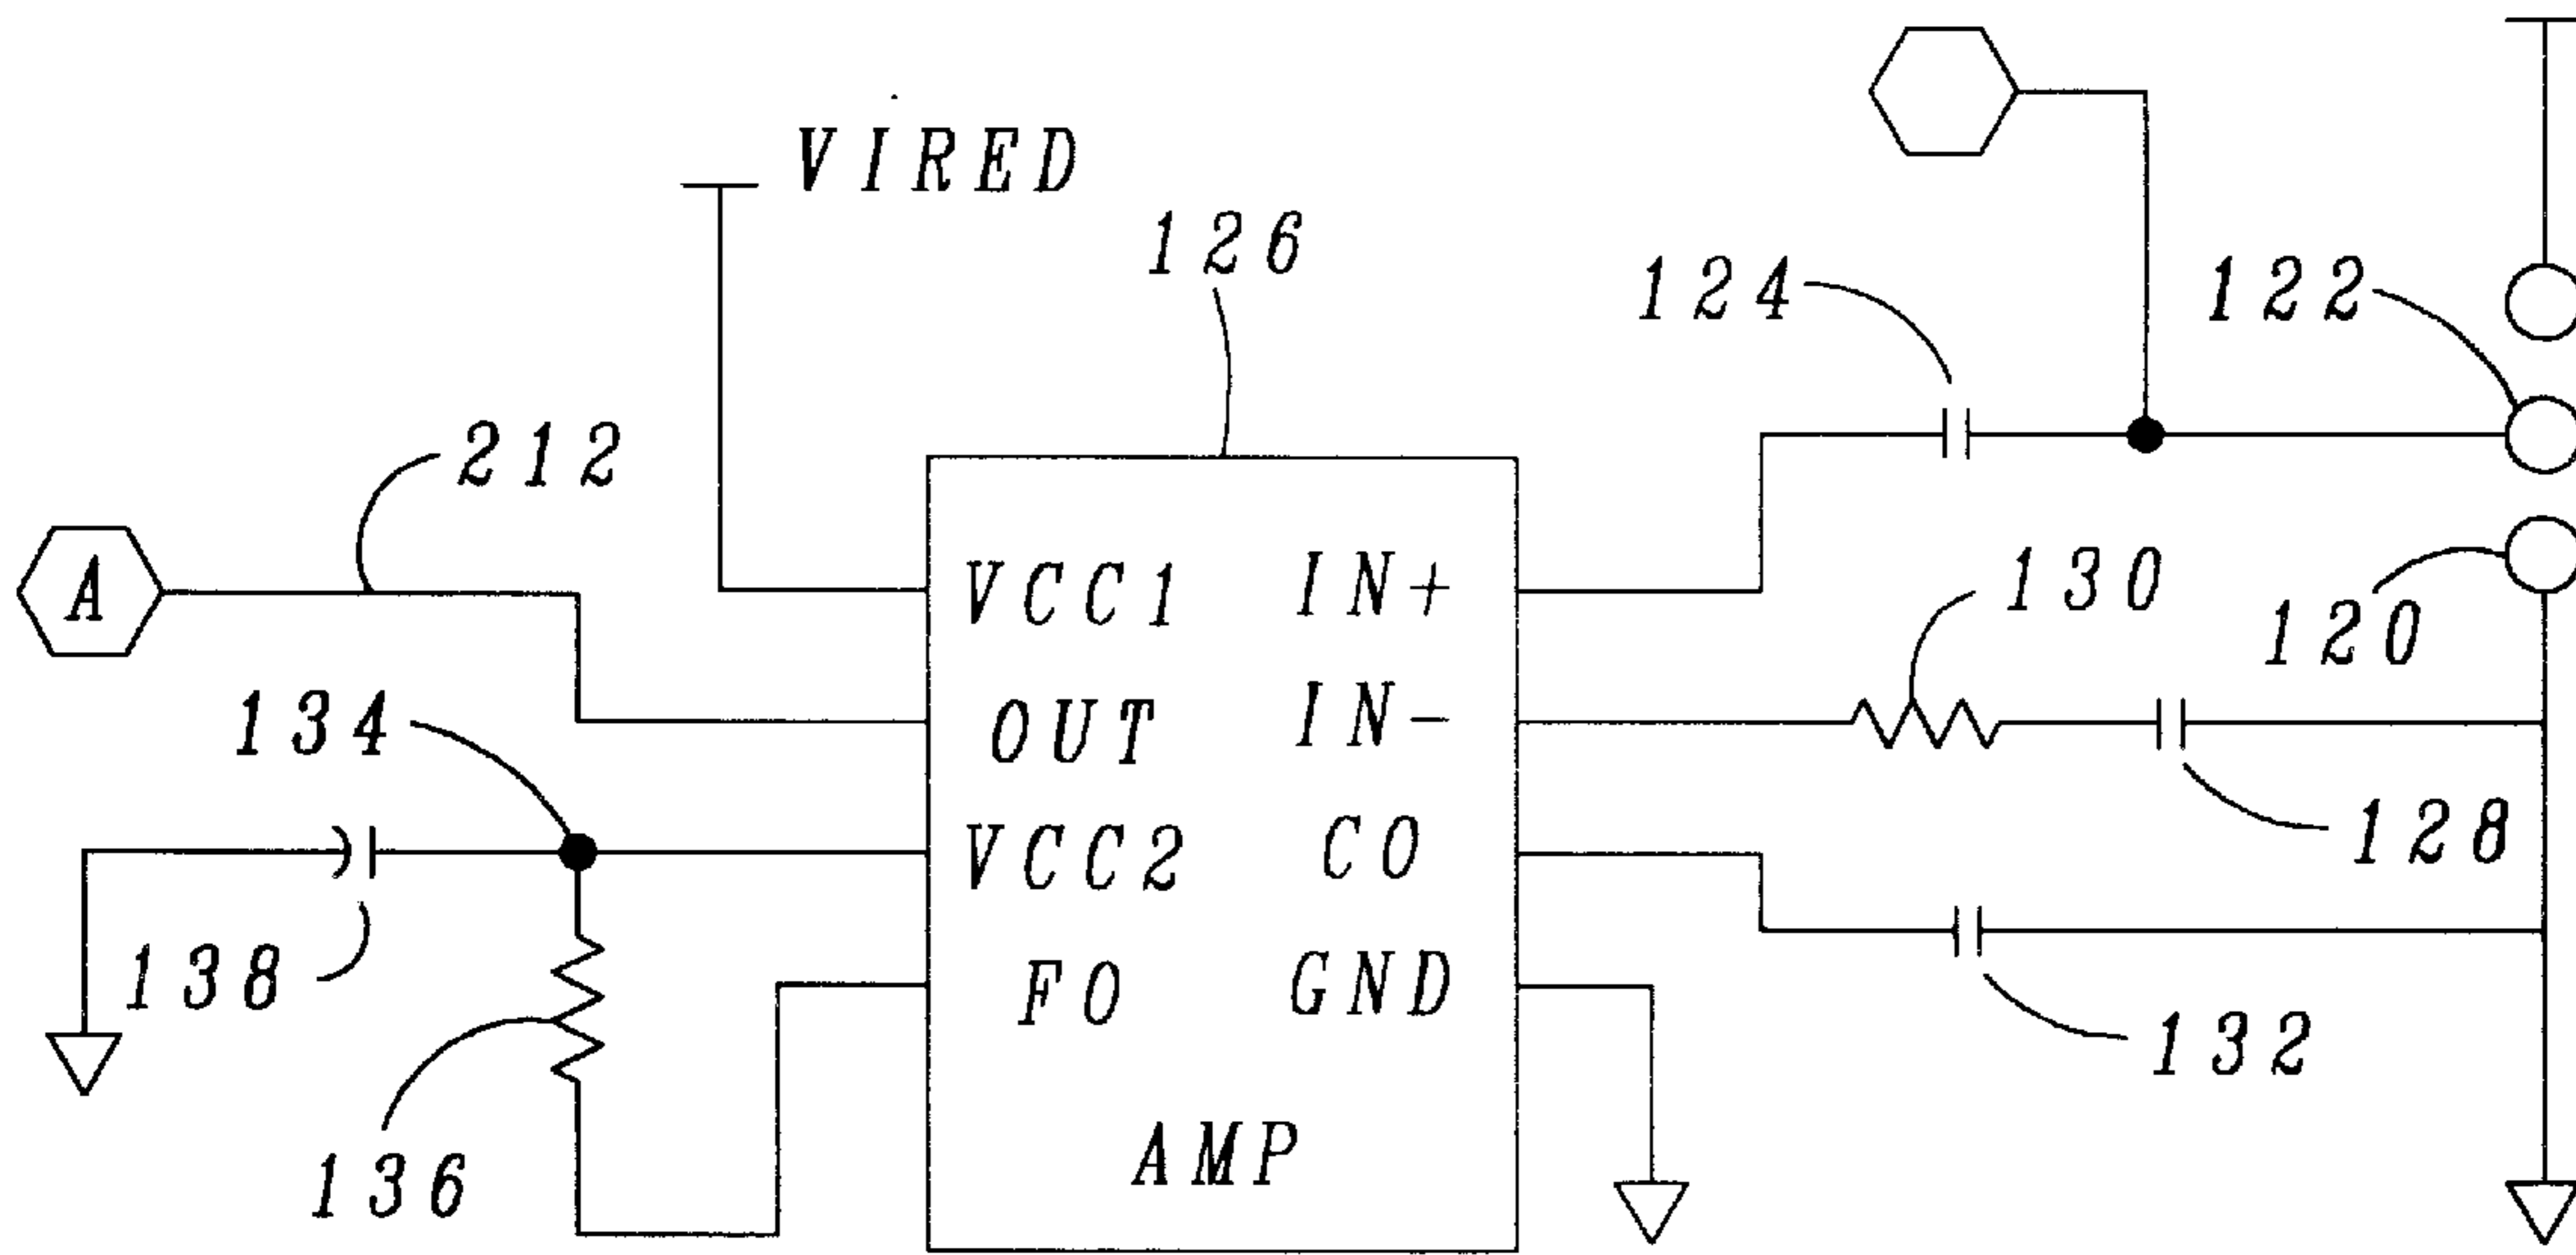 VIRED
126
124
122
212
A
VCC1
IN+
130
120
134
OUT
IN-
VCC2
CO
128
138
FO
GND
132
136
AMP